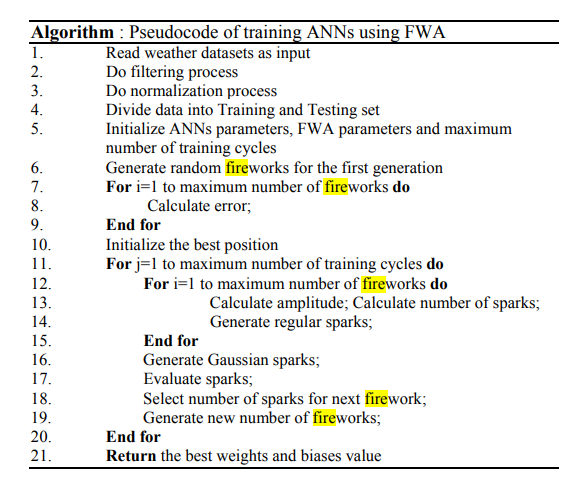 Algorithm : Pseudocode of training ANNs using FWA
1. Read weather datasets as input
2. Do filtering process
3. Do normalization process
4. Divide data into Training and Testing set
5. Initialize ANNs parameters, FWA parameters and maximum
number of training cycles
6. Generate random fireworks for the first generation
7. For i=1 to maximum number of fireworks do
8. Calculate error;
9. End for
10. Initialize the best position
11. For j=1 to maximum number of training cycles do
12. For i=1 to maximum number of fireworks do
13. Calculate amplitude; Calculate number of sparks;
14. Generate regular sparks;
15. End for
16. Generate Gaussian sparks;
17. Evaluate sparks;
18. Select number of sparks for next firework;
19. Generate new number of fireworks;
20. End for
21. Return the best weights and biases value